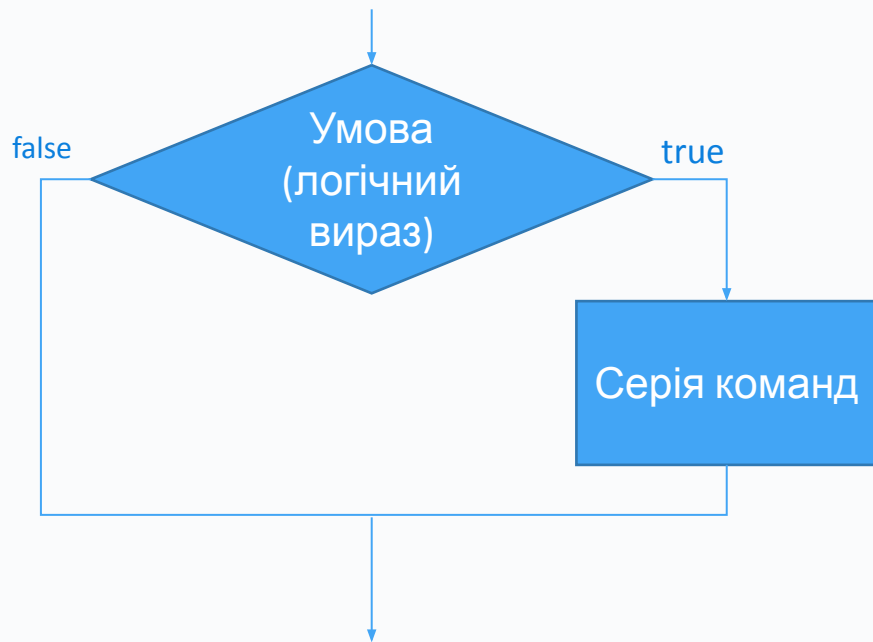 Умова
(логічний
вираз)
false
true
Серія команд